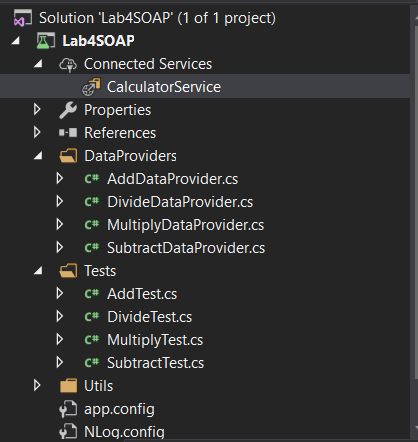 Solution 'Lab4SOAP' (1 of 1 project)
Lab4SOAP
Connected Services
CalculatorService
Properties
References
DataProviders
C# AddDataProvider.cs
C# DivideDataProvider.cs
C# MultiplyDataProvider.cs
C# SubtractDataProvider.cs
Tests
C# AddTest.cs
C# DivideTest.cs
C# MultiplyTest.cs
C# SubtractTest.cs
Utils
app.config
NLog.config